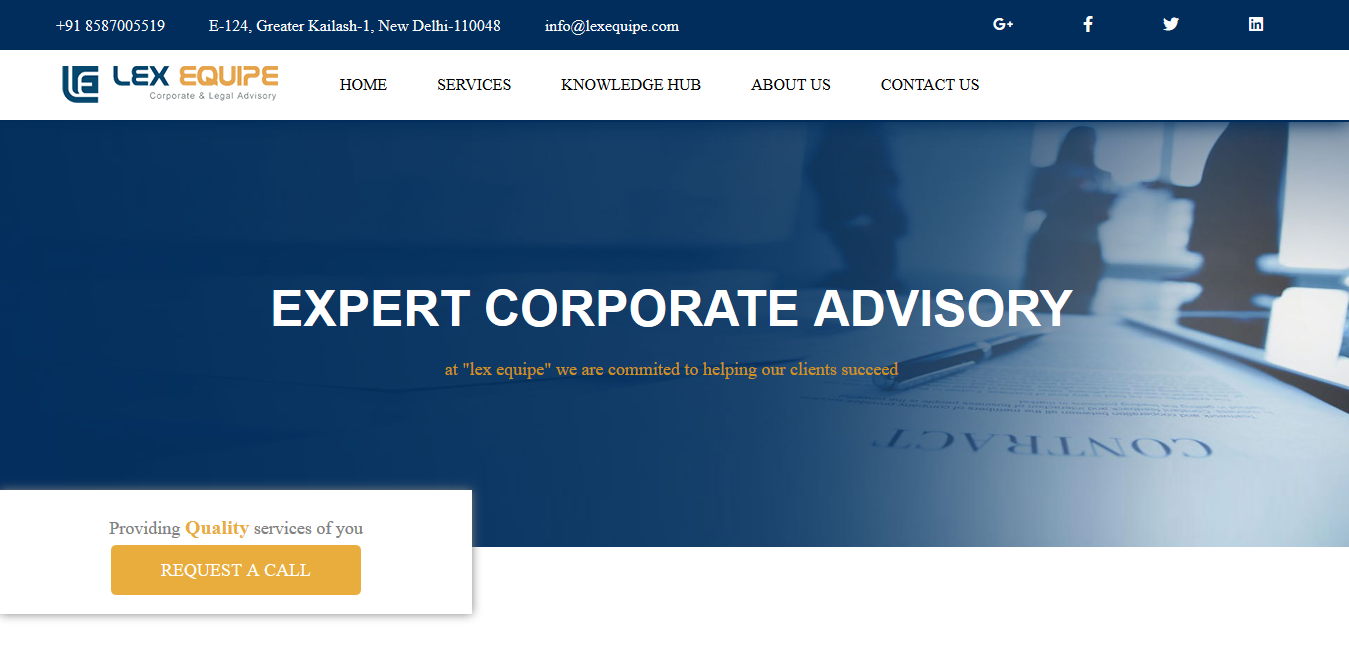 +91 8587005519 E-124, Greater Kailash-1, New Delhi-110048 info@lexequipe.com
LEX EQUIPE
Corporate & Legal Advisory
HOME SERVICES KNOWLEDGE HUB ABOUT US CONTACT US
EXPERT CORPORATE ADVISORY
at "lex equipe" we are commited to helping our clients succeed
CONTRACT
Providing Quality services of you
REQUEST A CALL